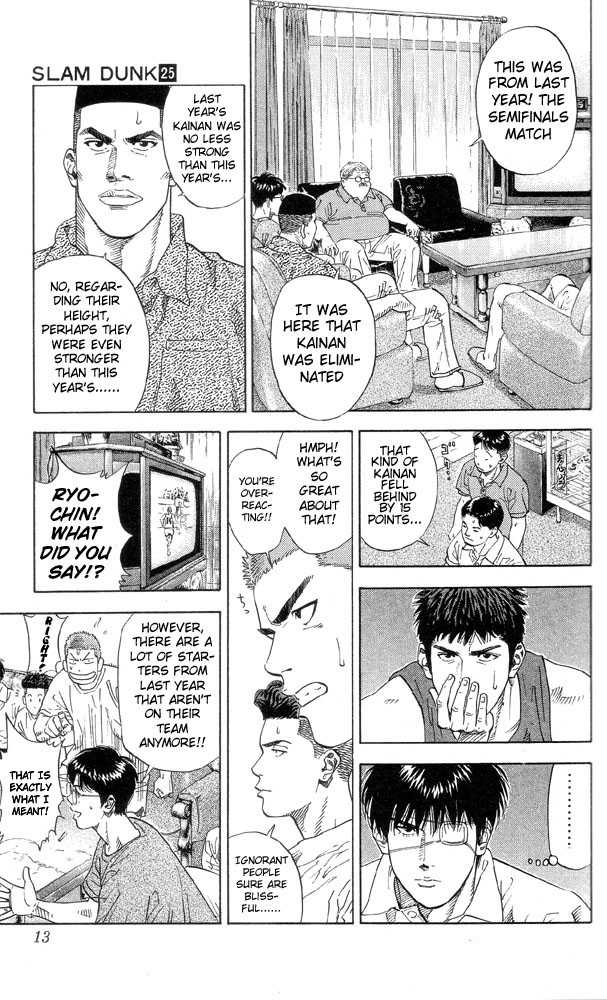 SLAM DUNK 25
THIS WAS
FROM LAST
YEAR! THE
SEMIFINALS
MATCH
IT WAS
HERE THAT
KAINAN
WAS ELIMI-
NATED
LAST
YEAR'S
KAINAN WAS
NO LESS
STRONG
THAN THIS
YEAR'S...
NO, REGAR-
DING THEIR
HEIGHT,
PERHAPS THEY
WERE EVEN
STRONGER
THAN THIS
YEAR'S......
THAT
KIND OF
KAINAN
FELL
BEHIND
BY 15
POINTS...
HMPH!
WHAT'S
SO
GREAT
ABOUT
THAT!
YOU'RE
OVER-
REAC-
TING!!
IGNORANT
PEOPLE
SURE ARE
BLISS-
FUL......
RYO-
CHIN!
WHAT
DID YOU
SAY!?
HOWEVER,
THERE ARE A
LOT OF STAR-
TERS FROM
LAST YEAR
THAT AREN'T
ON THEIR
TEAM
ANYMORE!!
RIGHT!
THAT IS
EXACTLY
WHAT I
MEANT!
13